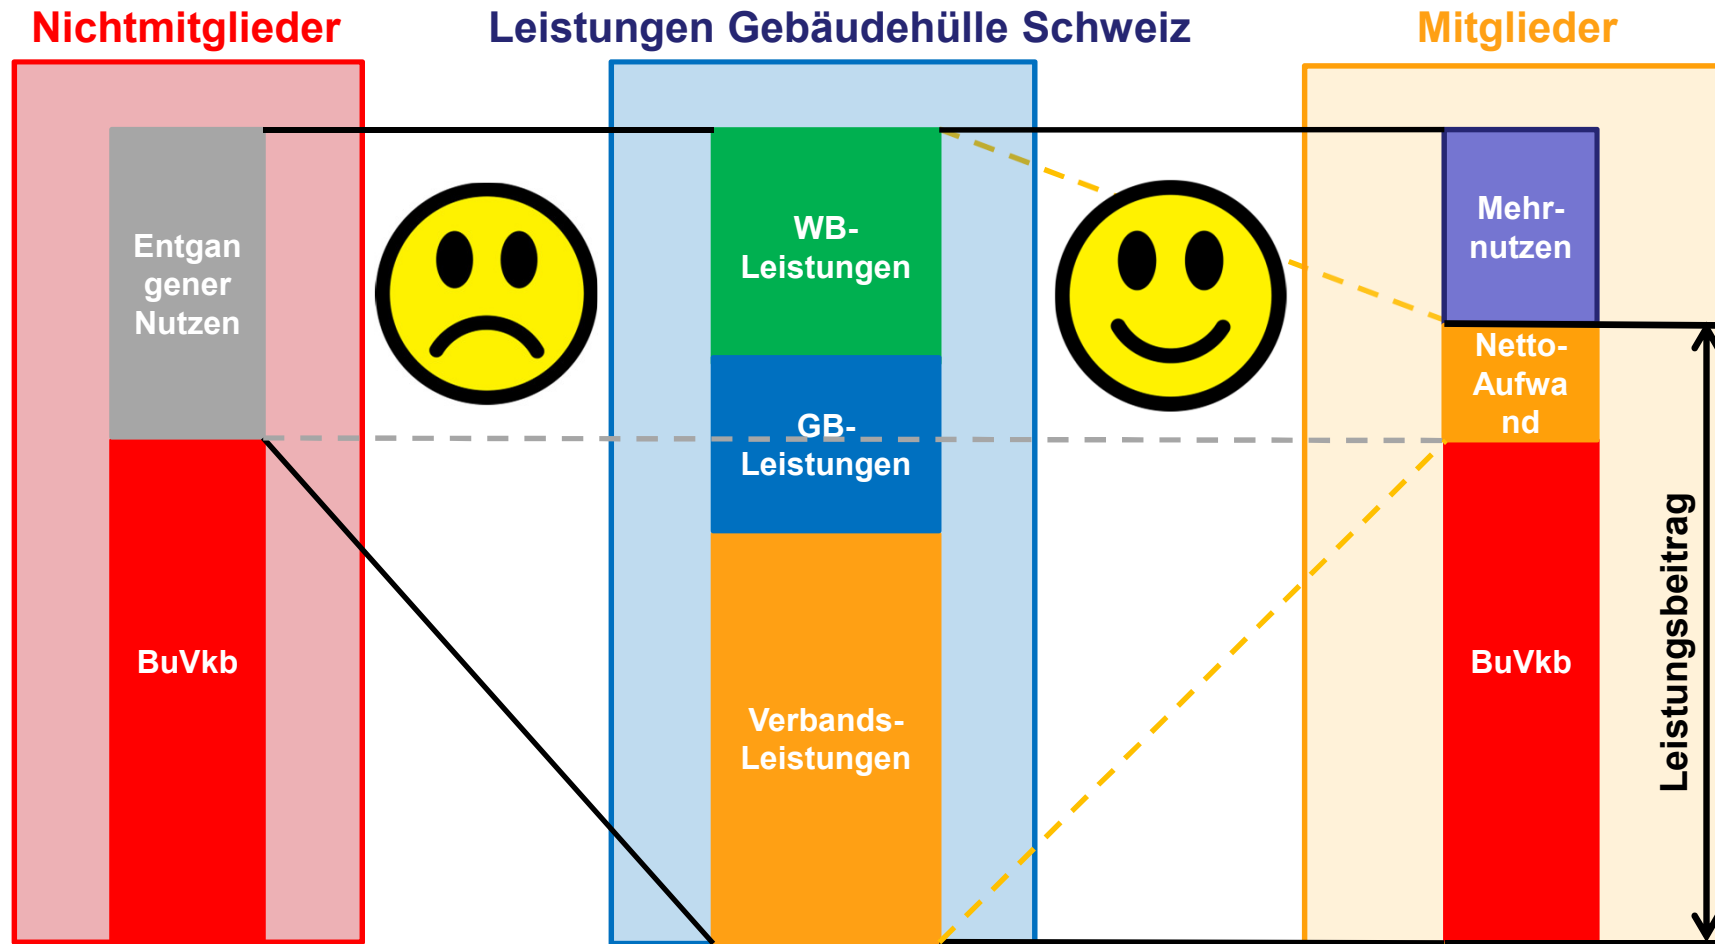 Nichtmitglieder
Leistungen Gebäudehülle Schweiz
Mitglieder
Entgan
gener
Nutzen
BuVkb
WB-
Leistungen
GB-
Leistungen
Verbands-
Leistungen
Mehr-
nutzen
Netto-
Aufwa
nd
BuVkb
Leistungsbeitrag